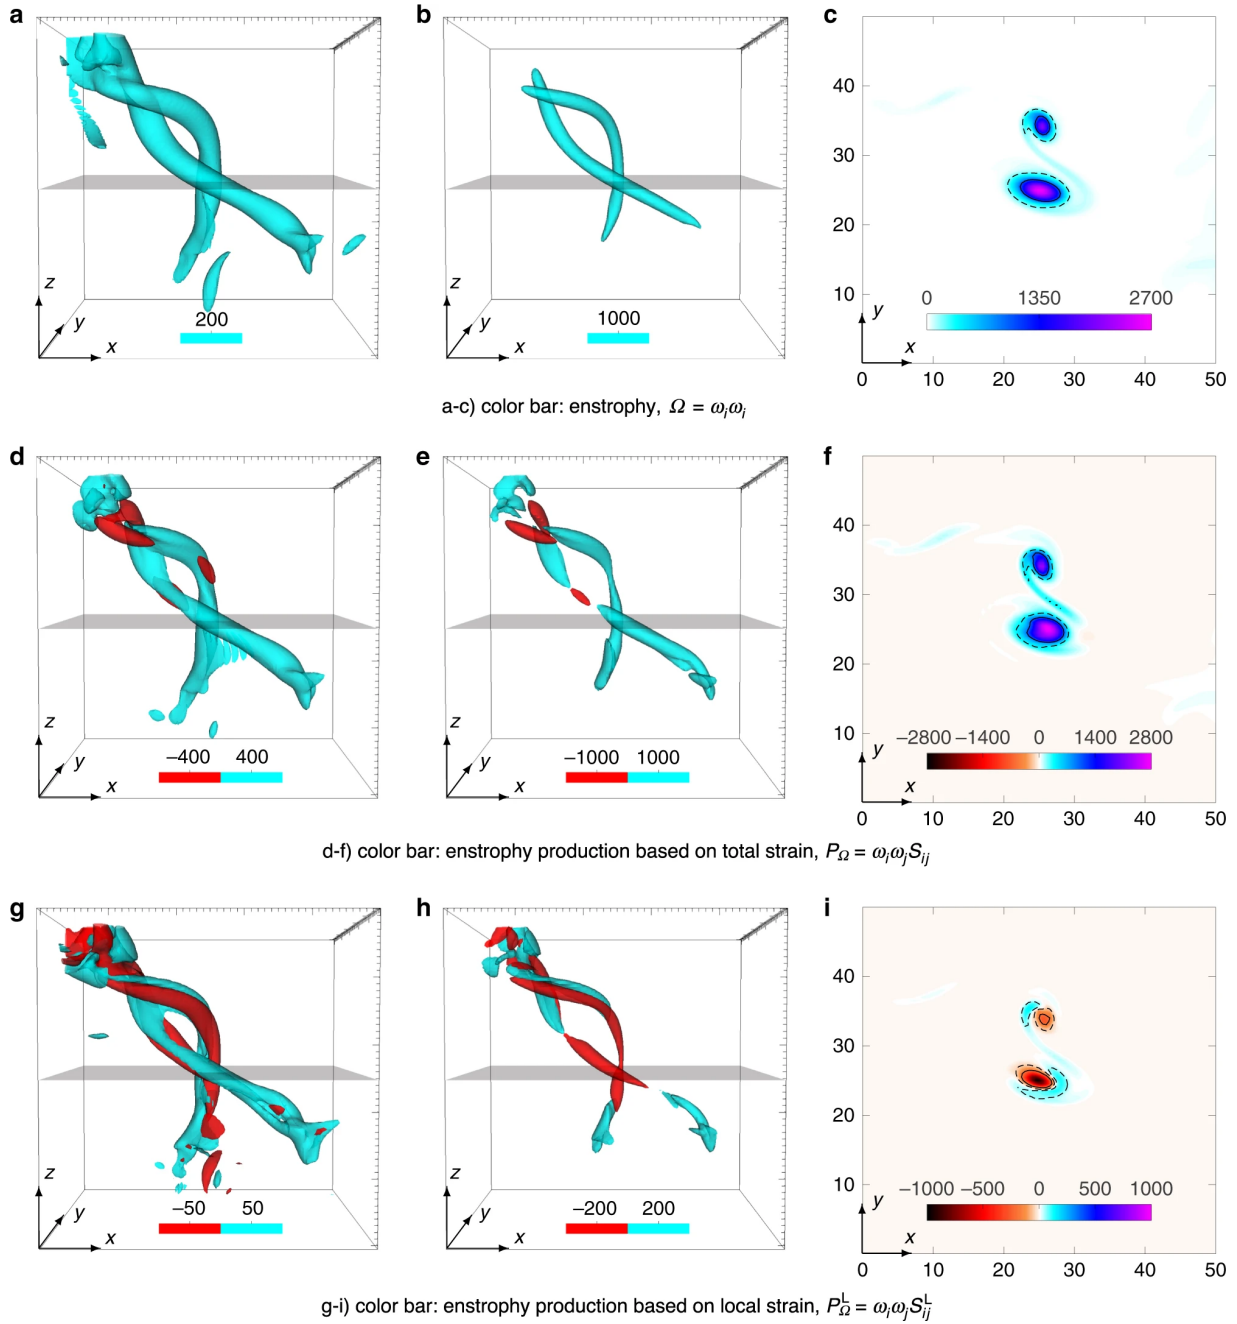 a
b
c
z
y
x
200
z
y
x
1000
40
30
20
10
0
1350
2700
y
x
0
10
20
30
40
50
a-c) color bar: enstrophy, Ω = ωᵢωᵢ
d
e
f
z
y
x
−400
400
z
y
x
−1000
1000
40
30
20
10
−2800
−1400
0
1400
2800
y
x
0
10
20
30
40
50
d-f) color bar: enstrophy production based on total strain, P_Ω = ωᵢωⱼSᵢⱼ
g
h
i
z
y
x
−50
50
z
y
x
−200
200
40
30
20
10
−1000
−500
0
500
1000
y
x
0
10
20
30
40
50
g-i) color bar: enstrophy production based on local strain, P_Ω^L = ωᵢωⱼSᵢⱼ^L